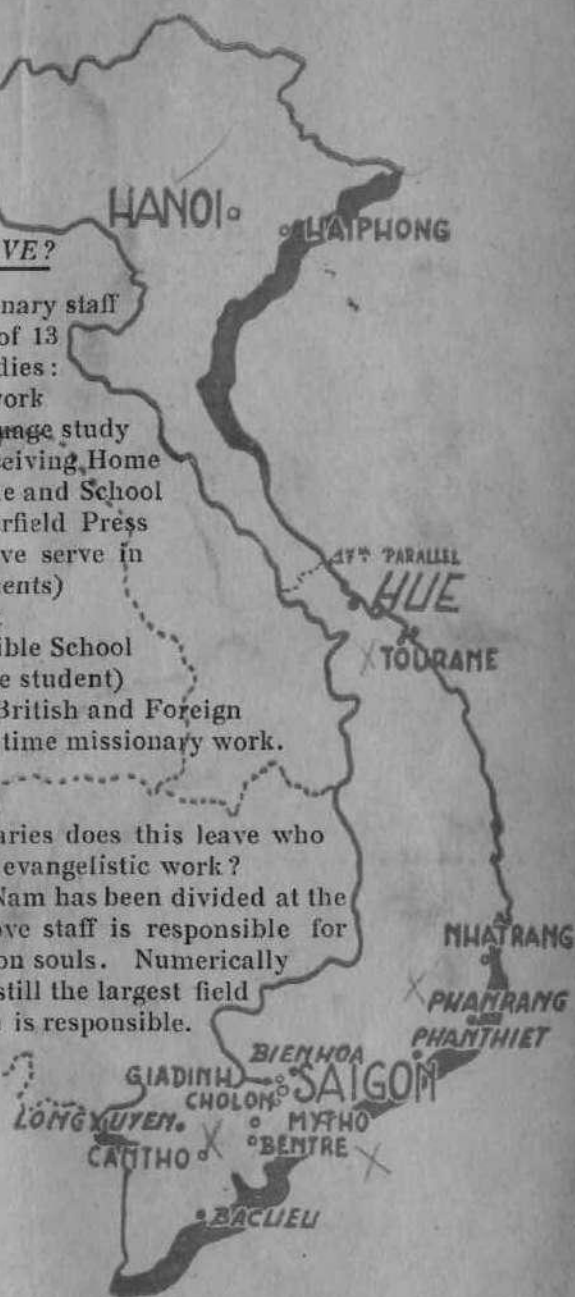 HANOI
HAIPHONG
VE?
nary staff
of 13
dies:
ork
uage study
ceiving Home
e and School
rfield Press
ve serve in
ents)
ible School
e student)
British and Foreign
time missionary work.
17TH PARALLEL
HUE
TOURANE
aries does this leave who
evangelistic work?
Nam has been divided at the
ove staff is responsible for
on souls. Numerically
still the largest field
is responsible.
NHATRANG
PHANRANG
PHANTHIET
BIENHOA
GIADINH
SAIGON
CHOLON
LONGXUYEN.
MYTHO
CANTHO
BENTRE
BACLIEU